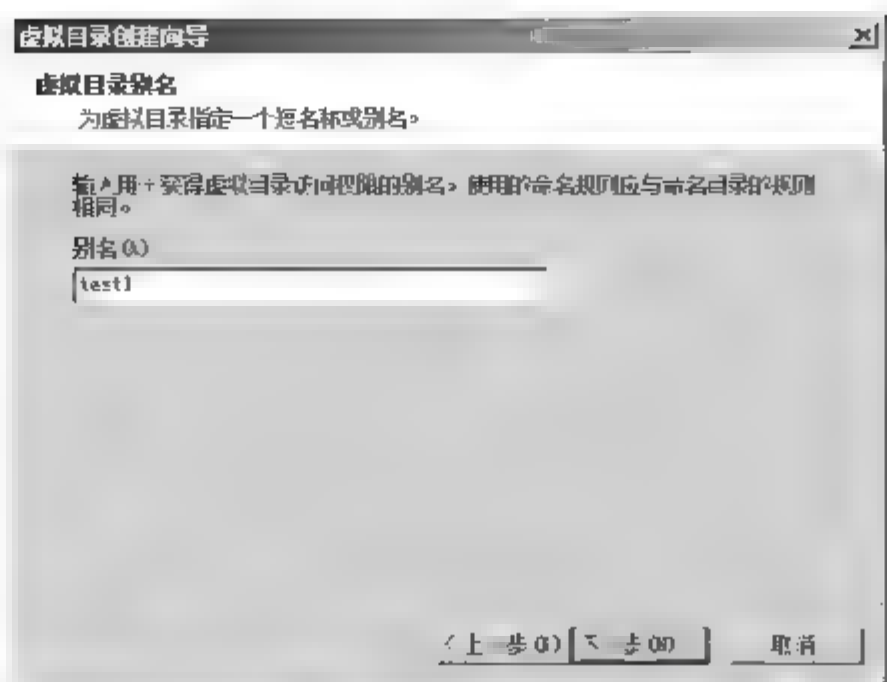 虚拟目录创建向导
虚拟目录别名
为虚拟目录指定一个短名称或别名。
输入用于获得虚拟目录访问权限的别名。使用的命名规则应与命名目录的规则
相同。
别名(A)
test1
< 上一步(B) 下一步(N) 取消